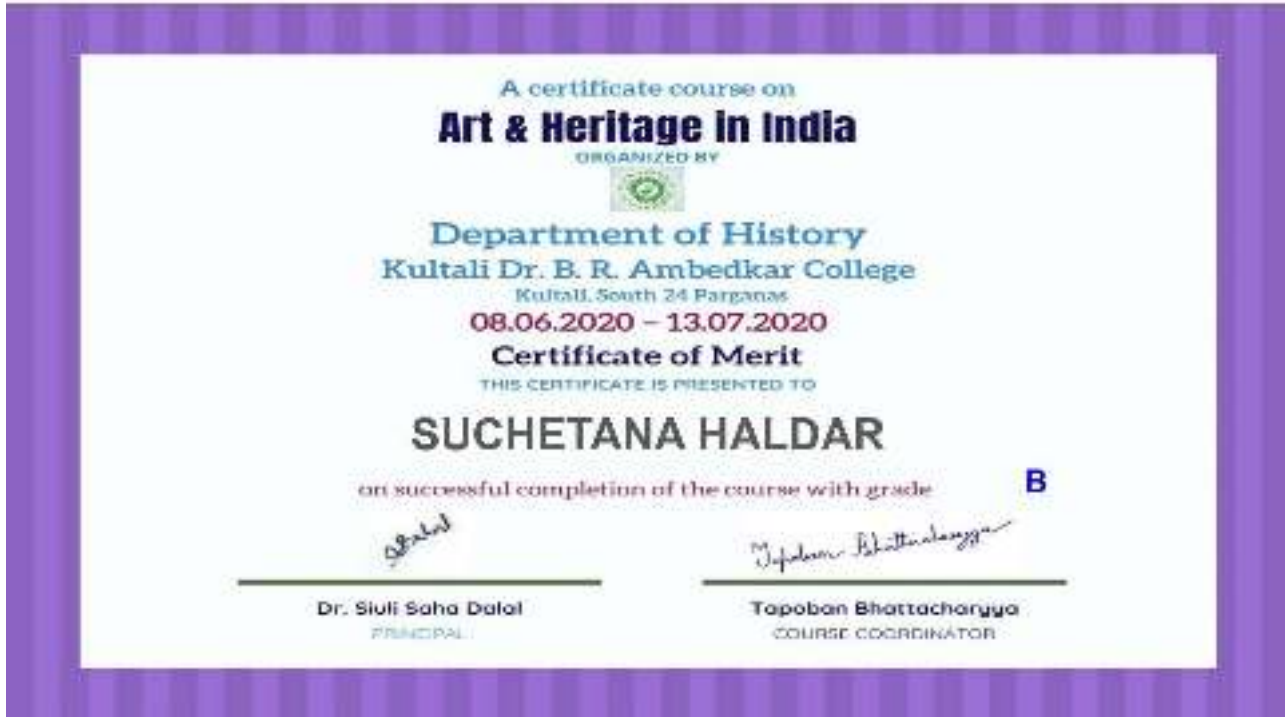 A certificate course on
Art & Heritage in India
ORGANIZED BY
Department of History
Kultali Dr. B. R. Ambedkar College
Kultali, South 24 Parganas
08.06.2020 – 13.07.2020
Certificate of Merit
THIS CERTIFICATE IS PRESENTED TO
SUCHETANA HALDAR
on successful completion of the course with grade B
Tapoban Bhattacharyya
Dr. Siuli Saha Dalal
Tapoban Bhattacharyya
PRINCIPAL
COURSE COORDINATOR